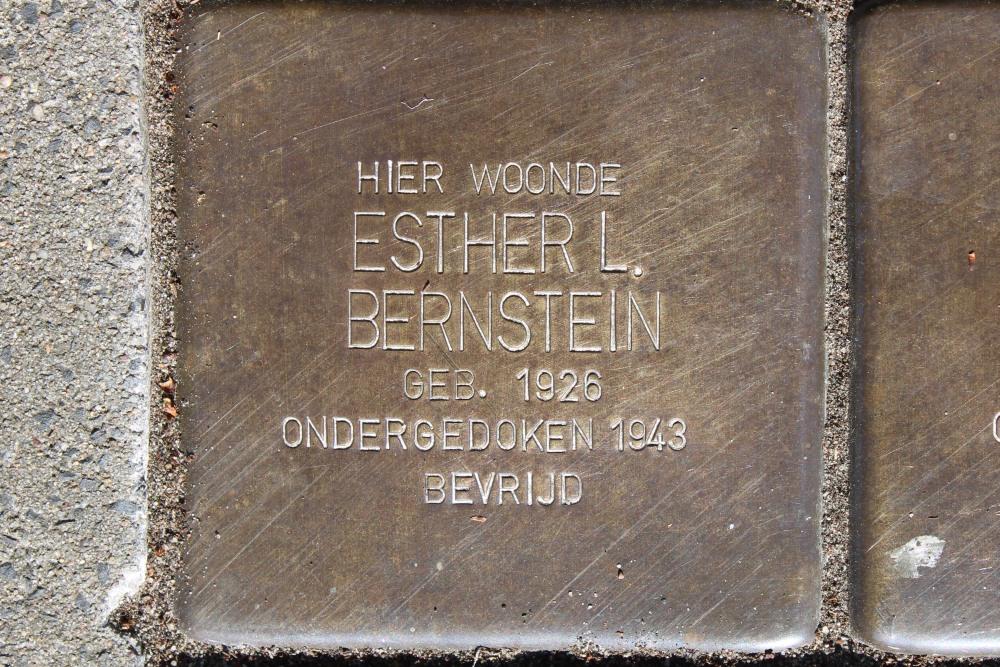 HIER WOONDE
ESTHER L.
BERNSTEIN
GEB. 1926
ONDERGEDOKEN 1943
BEVRIJD